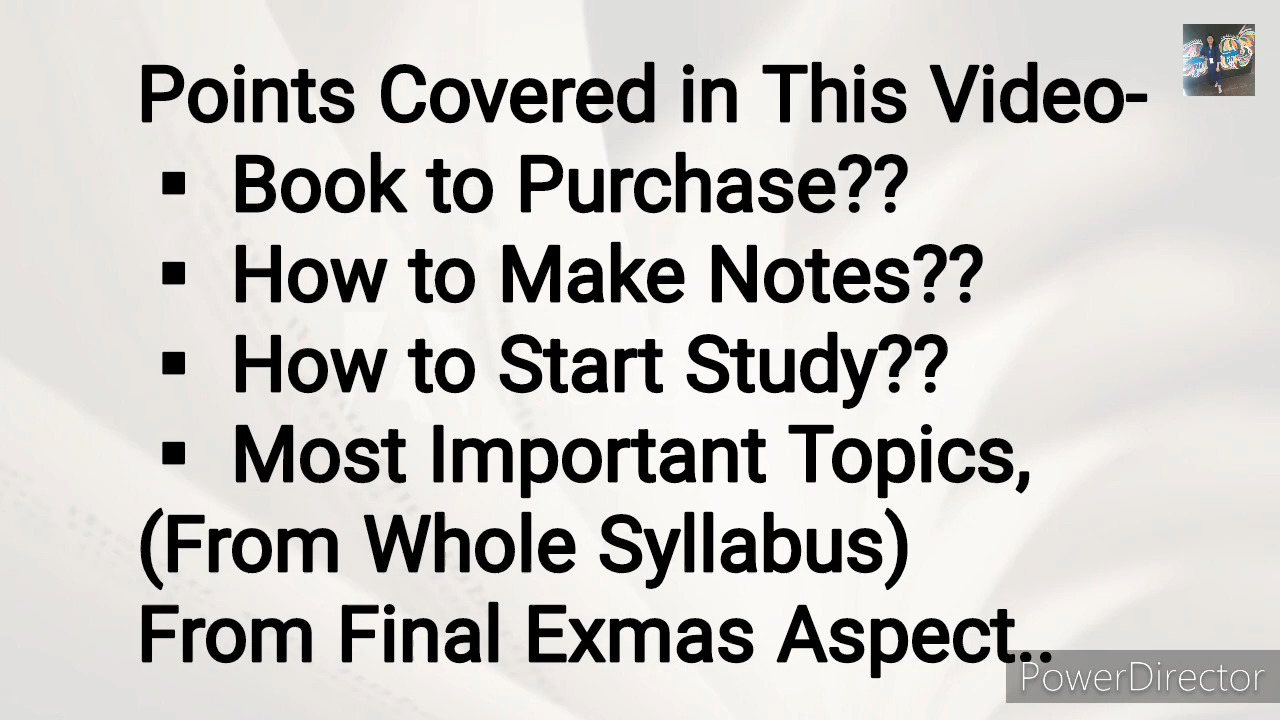 Points Covered in This Video-
▪ Book to Purchase??
▪ How to Make Notes??
▪ How to Start Study??
▪ Most Important Topics,
(From Whole Syllabus)
From Final Exmas Aspect..
PowerDirector